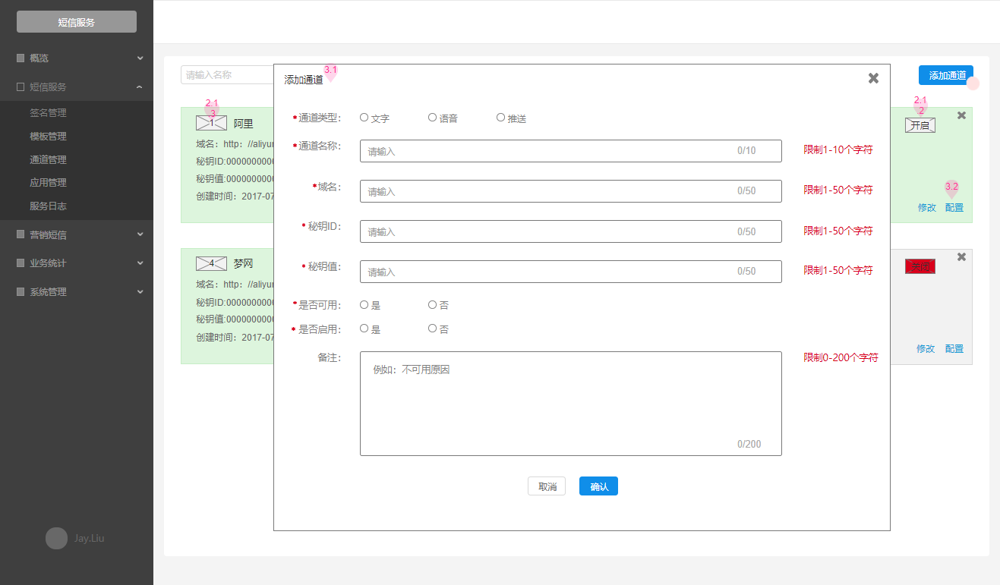 短信服务
概览
短信服务
签名管理
模板管理
通道管理
应用管理
服务日志
营销短信
业务统计
系统管理
Jay.Liu
请输入名称
添加通道
2.1
3
1
阿里
域名：http：//aliyun
秘钥ID:0000000000
秘钥值:0000000000
创建时间：2017-07
4
梦网
域名：http：//aliyun
秘钥ID:0000000000
秘钥值:0000000000
创建时间：2017-07
2.1
2
开启
3.2
修改 配置
关闭
修改 配置
添加通道
3.1
*通道类型： 文字 语音 推送
*通道名称： 请输入 0/10 限制1-10个字符
*域名： 请输入 0/50 限制1-50个字符
*秘钥ID： 请输入 0/50 限制1-50个字符
*秘钥值： 请输入 0/50 限制1-50个字符
*是否可用： 是 否
*是否启用： 是 否
备注： 例如：不可用原因 限制0-200个字符
0/200
取消 确认